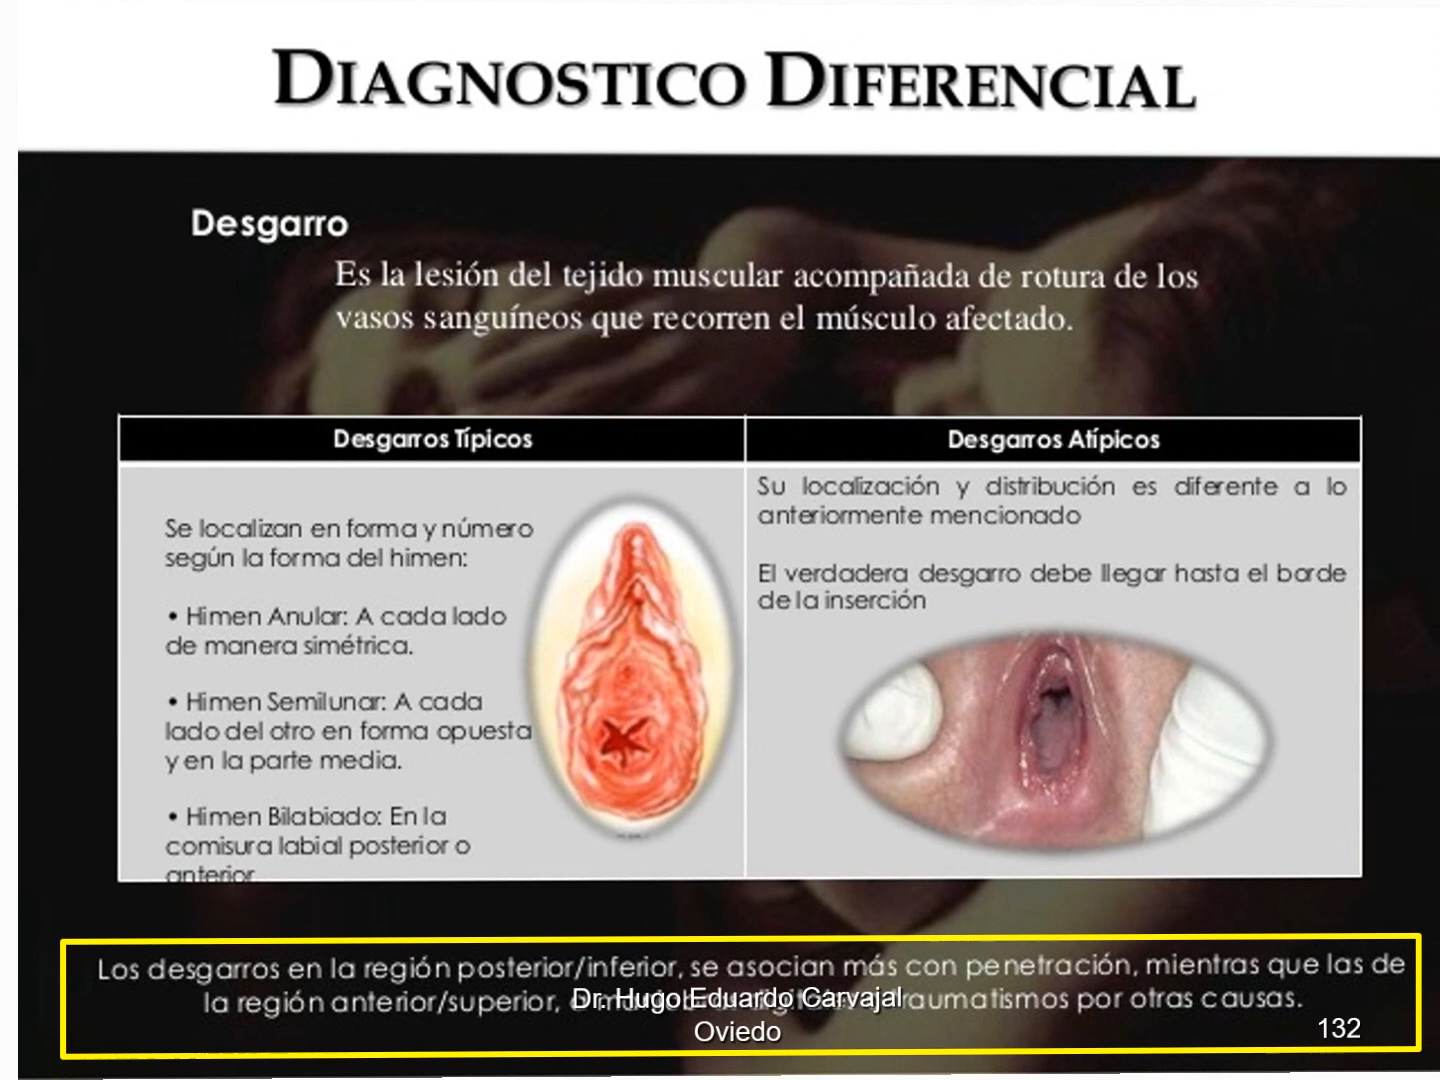 DIAGNOSTICO DIFERENCIAL
Desgarro
Es la lesión del tejido muscular acompañada de rotura de los
vasos sanguíneos que recorren el músculo afectado.
Desgarros Típicos
Se localizan en forma y número
según la forma del himen:
• Himen Anular: A cada lado
de manera simétrica.
• Himen Semilunar: A cada
lado del otro en forma opuesta
y en la parte media.
• Himen Bilabiado: En la
comisura labial posterior o
anterior
Desgarros Atípicos
Su localización y distribución es diferente a lo
anteriormente mencionado
El verdadera desgarro debe llegar hasta el borde
de la inserción
Los desgarros en la región posterior/inferior, se asocian más con penetración, mientras que las de
la región anterior/superior, traumatismos por otras causas.
Dr. Hugo Eduardo Carvajal
Oviedo
132